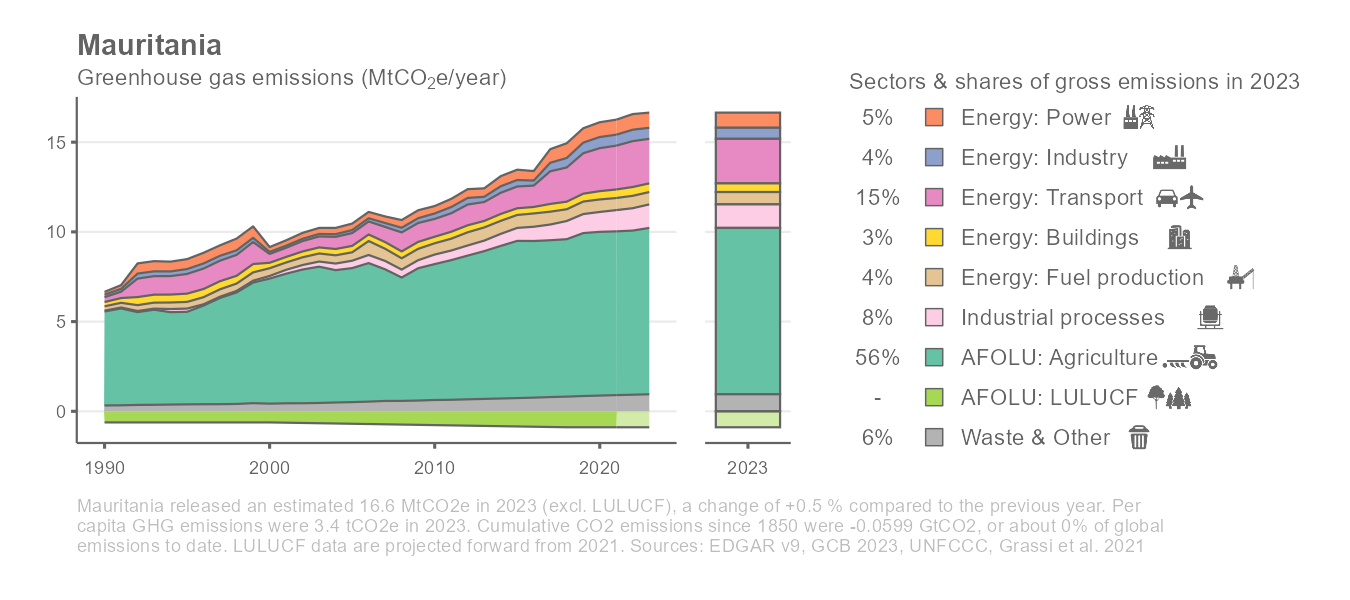 Mauritania
Greenhouse gas emissions (MtCO2e/year)
Sectors & shares of gross emissions in 2023
5% Energy: Power
4% Energy: Industry
15% Energy: Transport
3% Energy: Buildings
4% Energy: Fuel production
8% Industrial processes
56% AFOLU: Agriculture
- AFOLU: LULUCF
6% Waste & Other
15
10
5
0
1990 2000 2010 2020 2023
Mauritania released an estimated 16.6 MtCO2e in 2023 (excl. LULUCF), a change of +0.5 % compared to the previous year. Per
capita GHG emissions were 3.4 tCO2e in 2023. Cumulative CO2 emissions since 1850 were -0.0599 GtCO2, or about 0% of global
emissions to date. LULUCF data are projected forward from 2021. Sources: EDGAR v9, GCB 2023, UNFCCC, Grassi et al. 2021